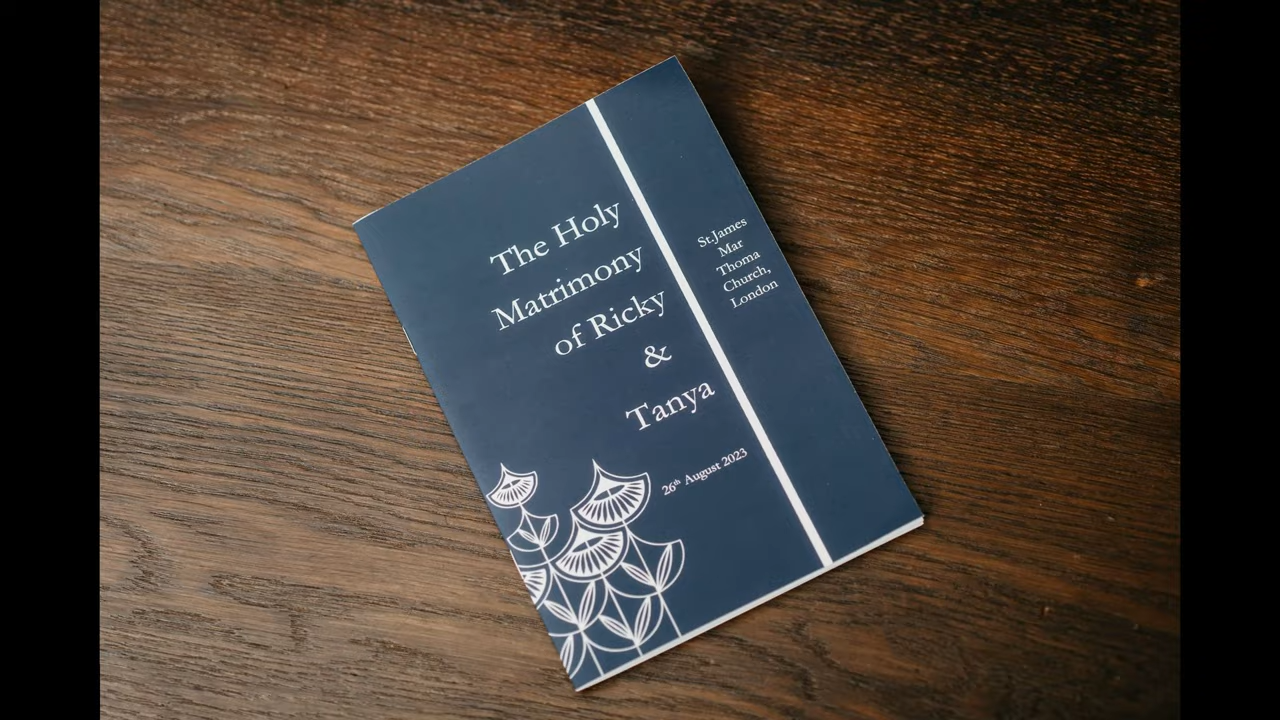 The Holy
Matrimony
of Ricky
&
Tanya
26th August 2023
St.James
Mar
Thoma
Church,
London